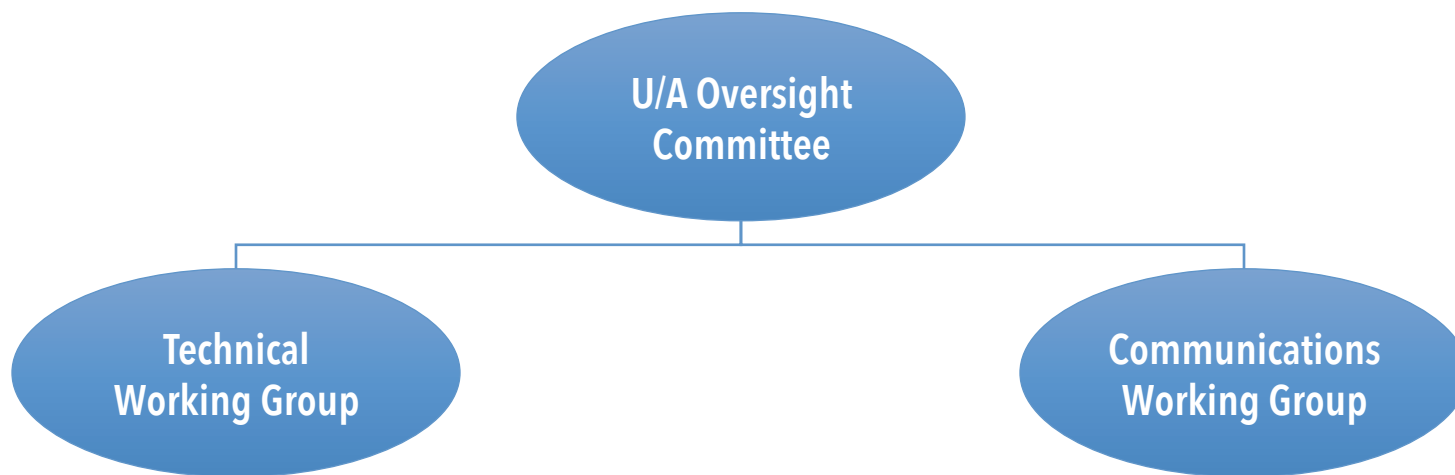 U/A Oversight
Committee
Technical
Working Group
Communications
Working Group